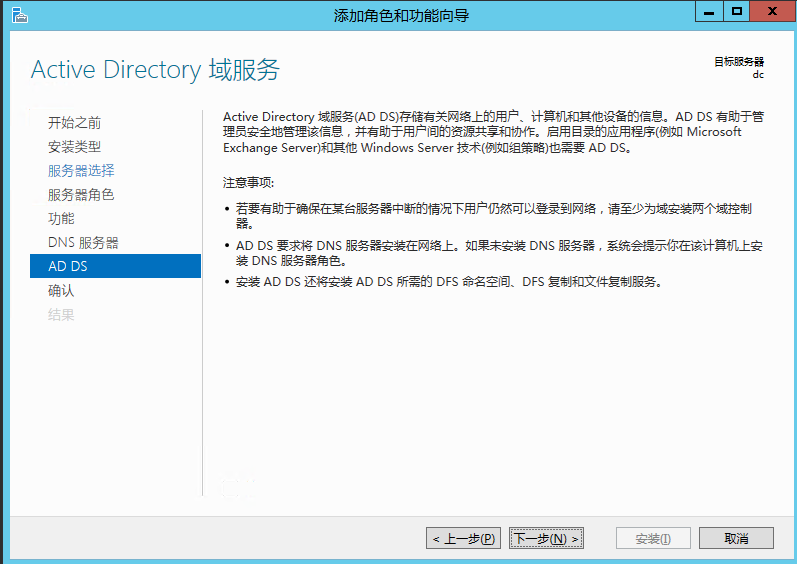 添加角色和功能向导
Active Directory 域服务
目标服务器
dc
开始之前
安装类型
服务器选择
服务器角色
功能
DNS 服务器
AD DS
确认
结果
Active Directory 域服务(AD DS)存储有关网络上的用户、计算机和其他设备的信息。AD DS 有助于管
理员安全地管理该信息，并有助于用户间的资源共享和协作。启用目录的应用程序(例如 Microsoft
Exchange Server)和其他 Windows Server 技术(例如组策略)也需要 AD DS。
注意事项:
• 若要有助于确保在某台服务器中断的情况下用户仍然可以登录到网络，请至少为域安装两个域控制
器。
• AD DS 要求将 DNS 服务器安装在网络上。如果未安装 DNS 服务器，系统会提示你在该计算机上安
装 DNS 服务器角色。
• 安装 AD DS 还将安装 AD DS 所需的 DFS 命名空间、DFS 复制和文件复制服务。
< 上一步(P)
下一步(N) >
安装(I)
取消